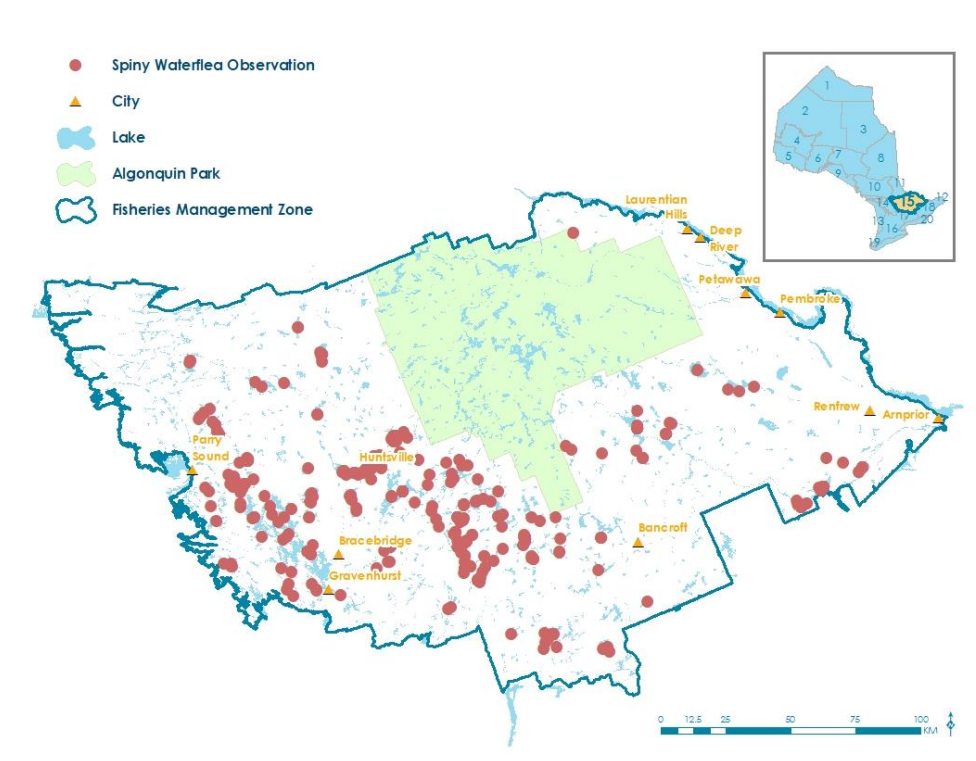 Spiny Waterflea Observation
City
Lake
Algonquin Park
Fisheries Management Zone
1
2
3
4
5
6
7
8
9
10
11
12
14
15
18
17
13
16
20
19
Laurentian
Hills
Deep
River
Petawawa
Pembroke
Renfrew
Arnprior
Parry
Sound
Huntsville
Bancroft
Bracebridge
Gravenhurst
0 12.5 25 50 75 100
KM